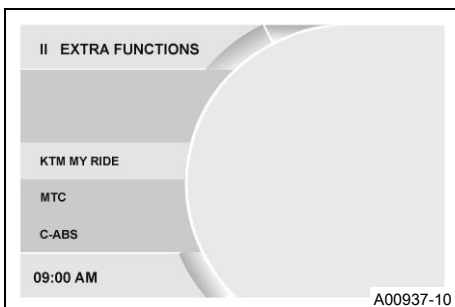 II EXTRA FUNCTIONS
KTM MY RIDE
MTC
C-ABS
09:00 AM
A00937-10